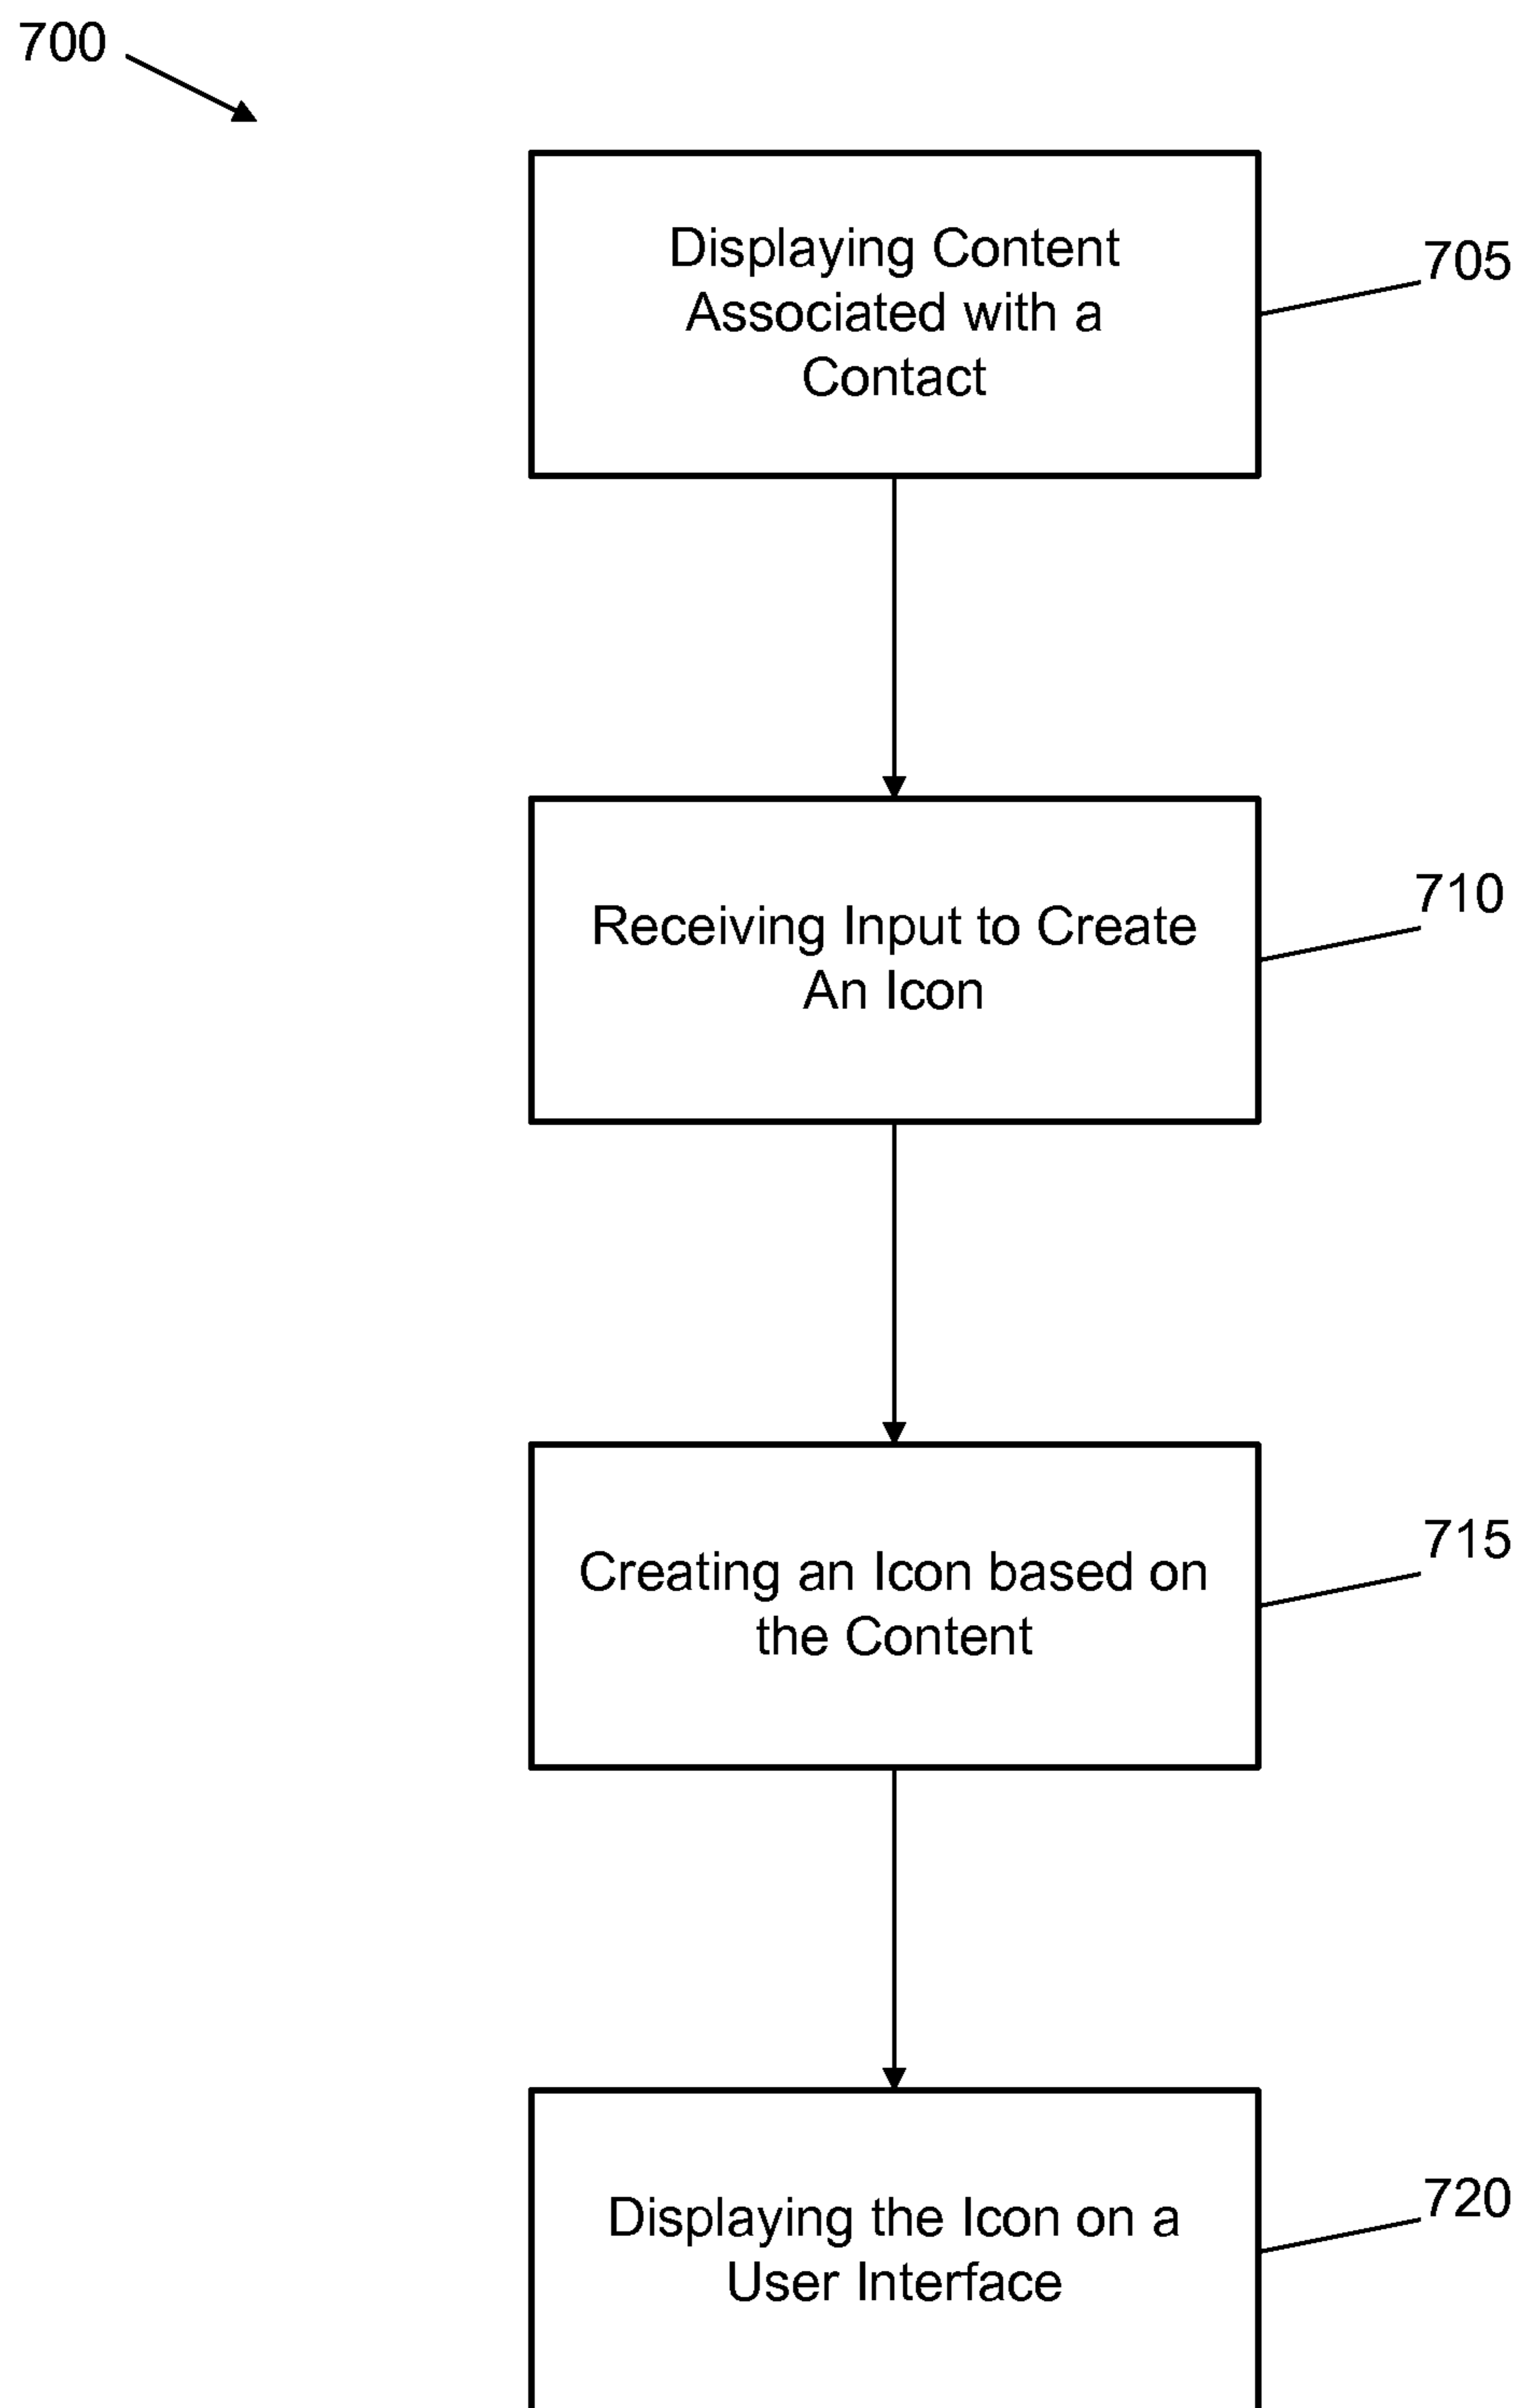 700
Displaying Content
Associated with a
Contact
705
Receiving Input to Create
An Icon
710
Creating an Icon based on
the Content
715
Displaying the Icon on a
User Interface
720